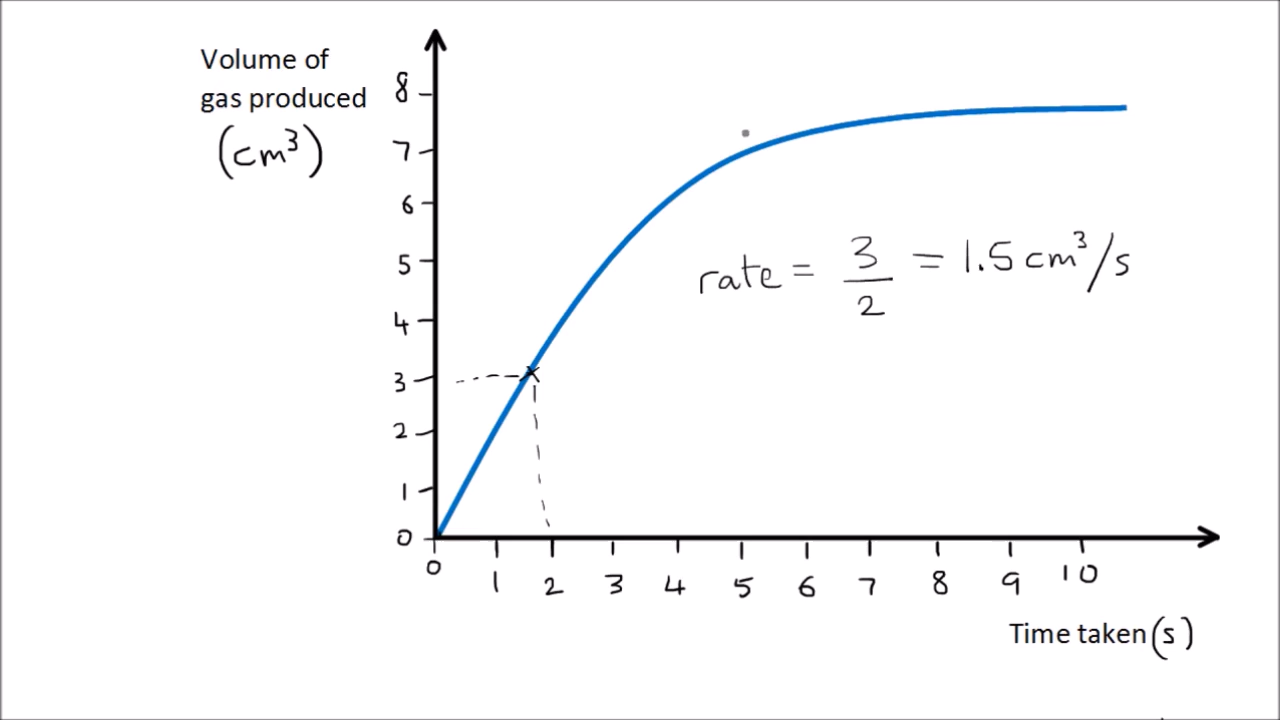 Volume of
gas produced
(cm³)
8
7
6
5
4
3
2
1
0
rate = 3/2 = 1.5 cm³/s
0 1 2 3 4 5 6 7 8 9 10
Time taken (s)